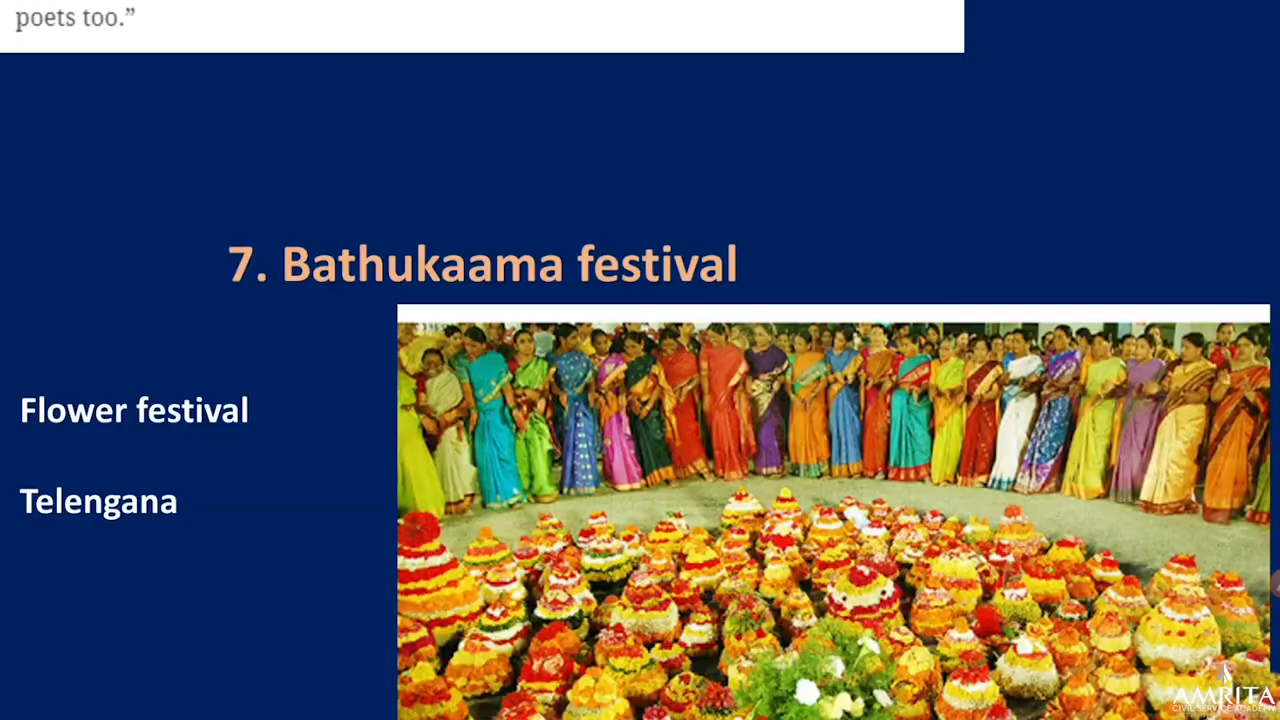 poets too.”
7. Bathukaama festival
Flower festival
Telengana
AMRITA
CIVIL SERVICE ACADEMY